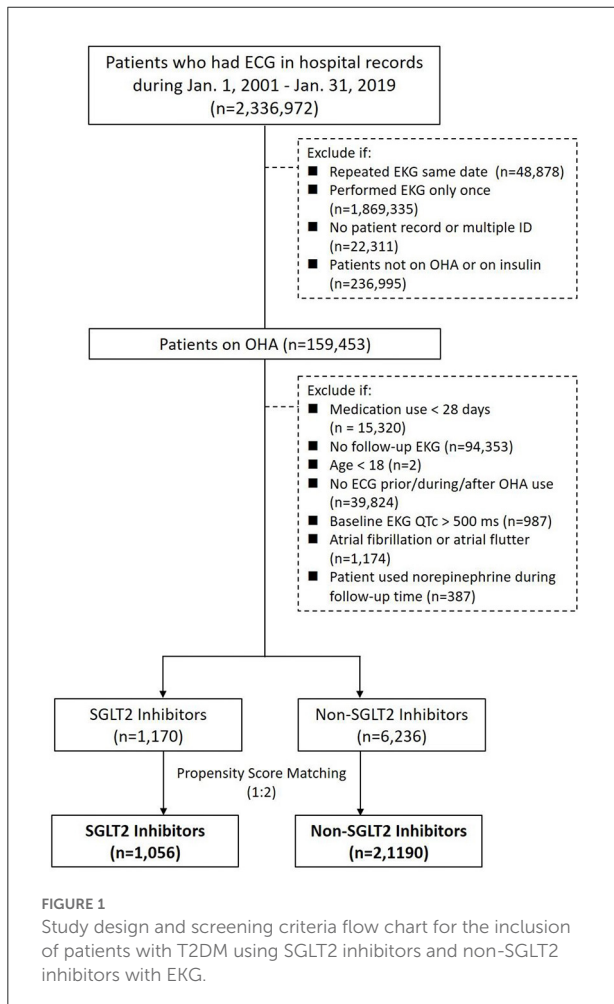 Patients who had ECG in hospital records
during Jan. 1, 2001 - Jan. 31, 2019
(n=2,336,972)
Exclude if:
■ Repeated EKG same date (n=48,878)
■ Performed EKG only once
(n=1,869,335)
■ No patient record or multiple ID
(n=22,311)
■ Patients not on OHA or on insulin
(n=236,995)
Patients on OHA (n=159,453)
Exclude if:
■ Medication use < 28 days
(n = 15,320)
■ No follow-up EKG (n=94,353)
■ Age < 18 (n=2)
■ No ECG prior/during/after OHA use
(n=39,824)
■ Baseline EKG QTc > 500 ms (n=987)
■ Atrial fibrillation or atrial flutter
(n=1,174)
■ Patient used norepinephrine during
follow-up time (n=387)
SGLT2 Inhibitors
(n=1,170)
Non-SGLT2 Inhibitors
(n=6,236)
Propensity Score Matching
(1:2)
SGLT2 Inhibitors
(n=1,056)
Non-SGLT2 Inhibitors
(n=2,1190)
FIGURE 1
Study design and screening criteria flow chart for the inclusion
of patients with T2DM using SGLT2 inhibitors and non-SGLT2
inhibitors with EKG.